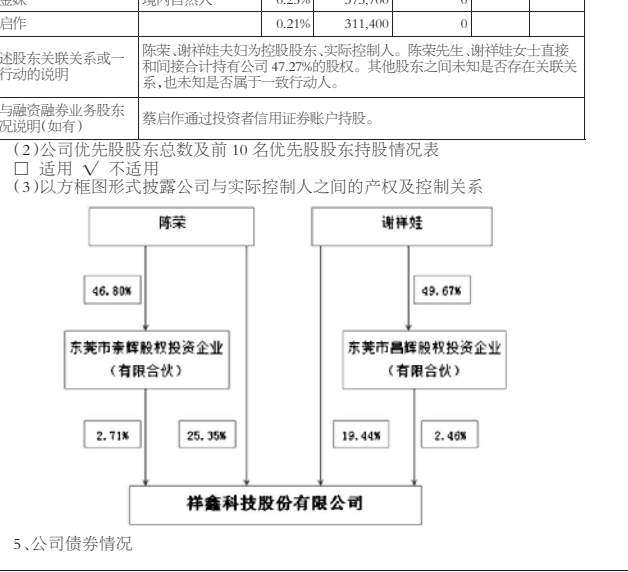 境内自然人 0.25% 375,700 0
启作 0.21% 311,400 0
述股东关联关系或一
行动的说明
陈荣、谢祥娃夫妇为控股股东、实际控制人。陈荣先生、谢祥娃女士直接
和间接合计持有公司 47.27%的股权。其他股东之间未知是否存在关联关
系,也未知是否属于一致行动人。
与融资融券业务股东
况说明(如有)
蔡启作通过投资者信用证券账户持股。
(2)公司优先股股东总数及前 10 名优先股股东持股情况表
□ 适用 √ 不适用
(3)以方框图形式披露公司与实际控制人之间的产权及控制关系
陈荣 谢祥娃
46.80% 49.67%
东莞市崇辉股权投资企业
(有限合伙)
东莞市昌辉股权投资企业
(有限合伙)
2.71% 25.35% 19.44% 2.46%
祥鑫科技股份有限公司
5、公司债券情况